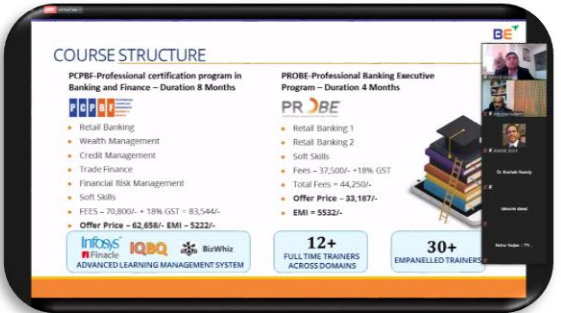 BE
COURSE STRUCTURE
PCPBF-Professional certification program in
Banking and Finance – Duration 8 Months
PCPBF
• Retail Banking
• Wealth Management
• Credit Management
• Trade Finance
• Financial Risk Management
• Soft Skills
• FEES – 70,800/- + 18% GST = 83,544/-
• Offer Price – 62,658/- EMI – 5222/-
PROBE-Professional Banking Executive
Program – Duration 4 Months
PROBE
• Retail Banking 1
• Retail Banking 2
• Soft Skills
• Fees – 37,500/- +18% GST
• Total Fees – 44,250/-
• Offer Price – 33,187/-
• EMI = 5532/-
Infosys
Finacle
IQBQ
BizWhiz
ADVANCED LEARNING MANAGEMENT SYSTEM
12+
FULL TIME TRAINERS
ACROSS DOMAINS
30+
EMPANELLED TRAINERS